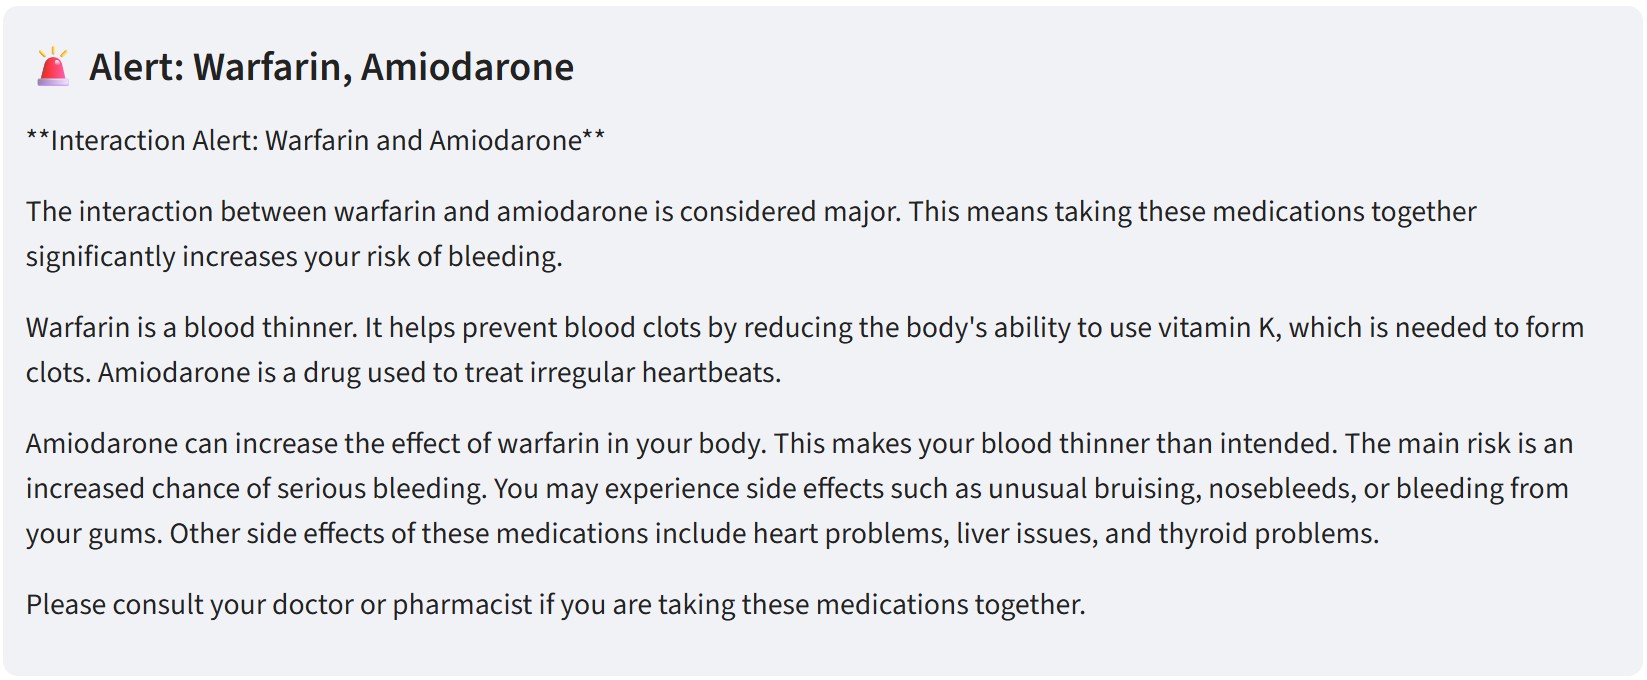 🚨 Alert: Warfarin, Amiodarone
**Interaction Alert: Warfarin and Amiodarone**
The interaction between warfarin and amiodarone is considered major. This means taking these medications together
significantly increases your risk of bleeding.
Warfarin is a blood thinner. It helps prevent blood clots by reducing the body's ability to use vitamin K, which is needed to form
clots. Amiodarone is a drug used to treat irregular heartbeats.
Amiodarone can increase the effect of warfarin in your body. This makes your blood thinner than intended. The main risk is an
increased chance of serious bleeding. You may experience side effects such as unusual bruising, nosebleeds, or bleeding from
your gums. Other side effects of these medications include heart problems, liver issues, and thyroid problems.
Please consult your doctor or pharmacist if you are taking these medications together.